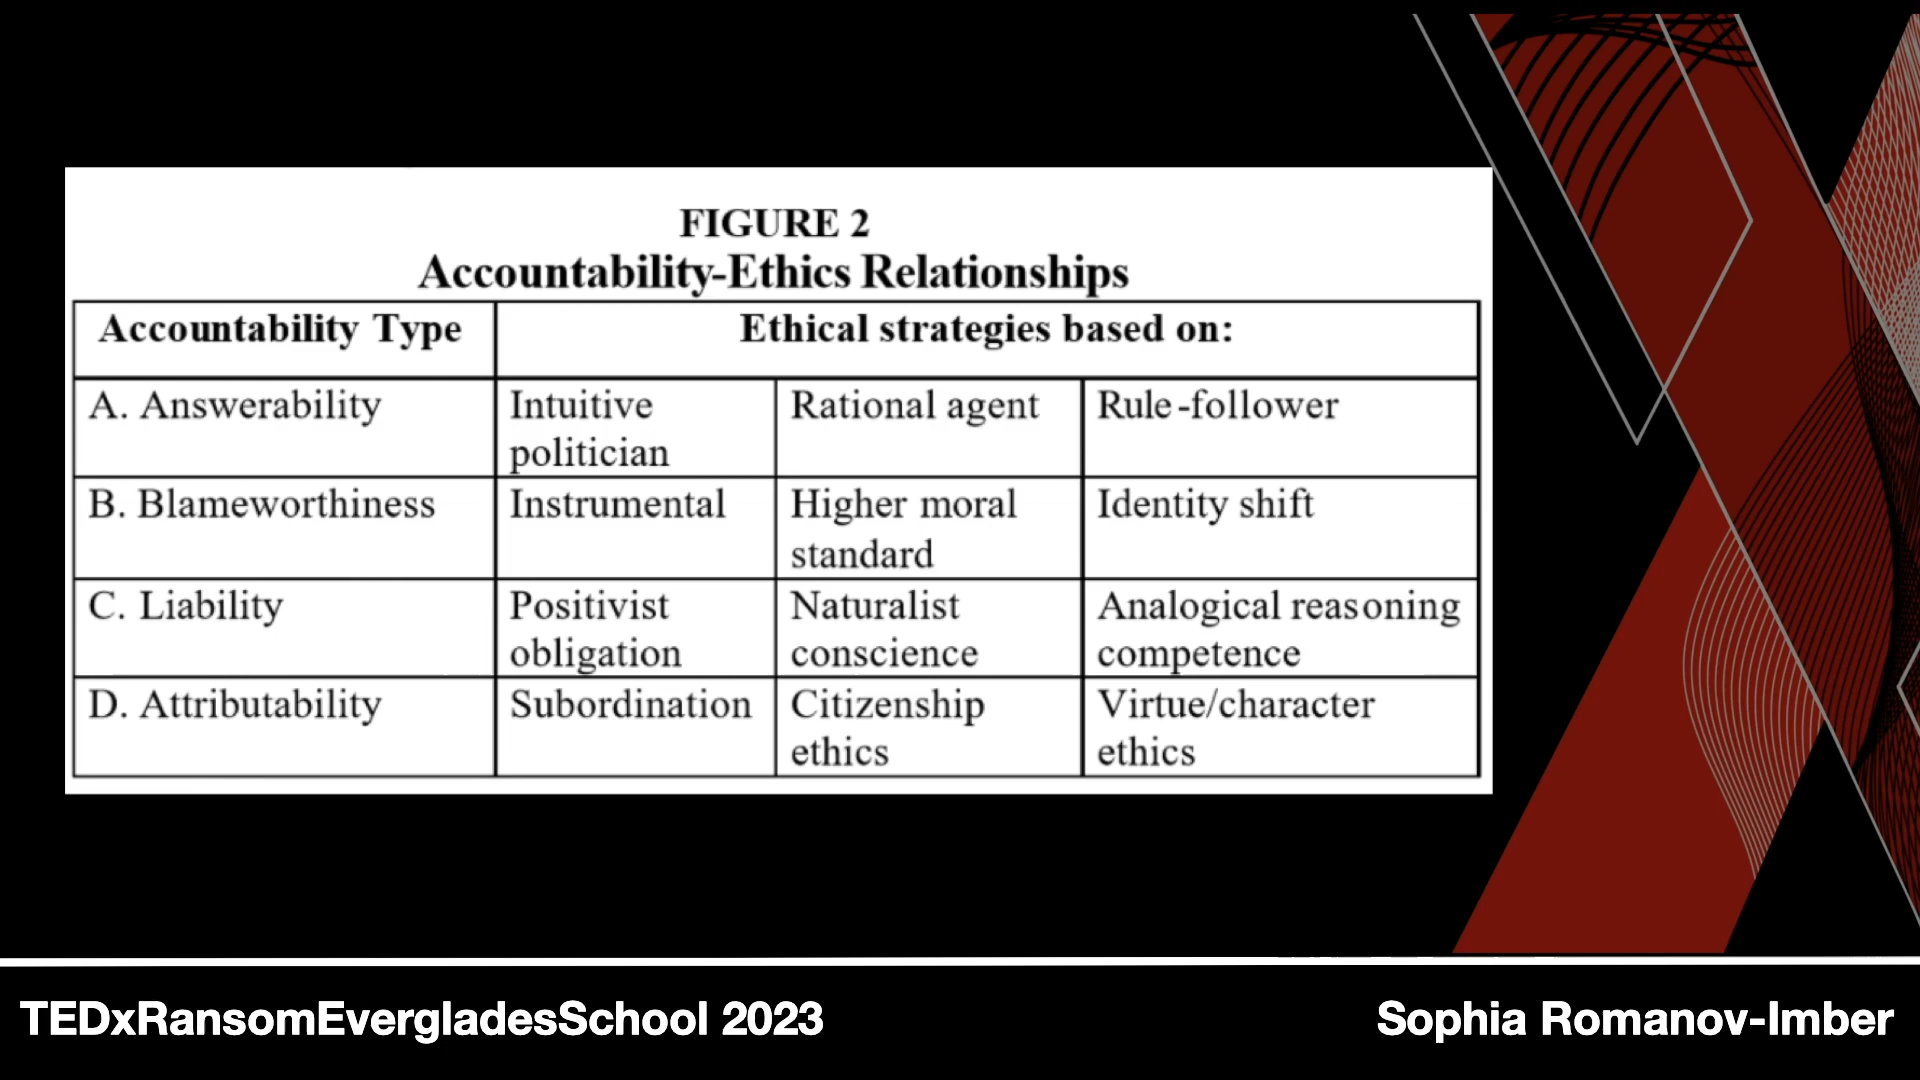 FIGURE 2
Accountability-Ethics Relationships
Accountability Type
Ethical strategies based on:
A. Answerability
Intuitive
politician
Rational agent
Rule-follower
B. Blameworthiness
Instrumental
Higher moral
standard
Identity shift
C. Liability
Positivist
obligation
Naturalist
conscience
Analogical reasoning
competence
D. Attributability
Subordination
Citizenship
ethics
Virtue/character
ethics
TEDxRansomEvergladesSchool 2023
Sophia Romanov-Imber